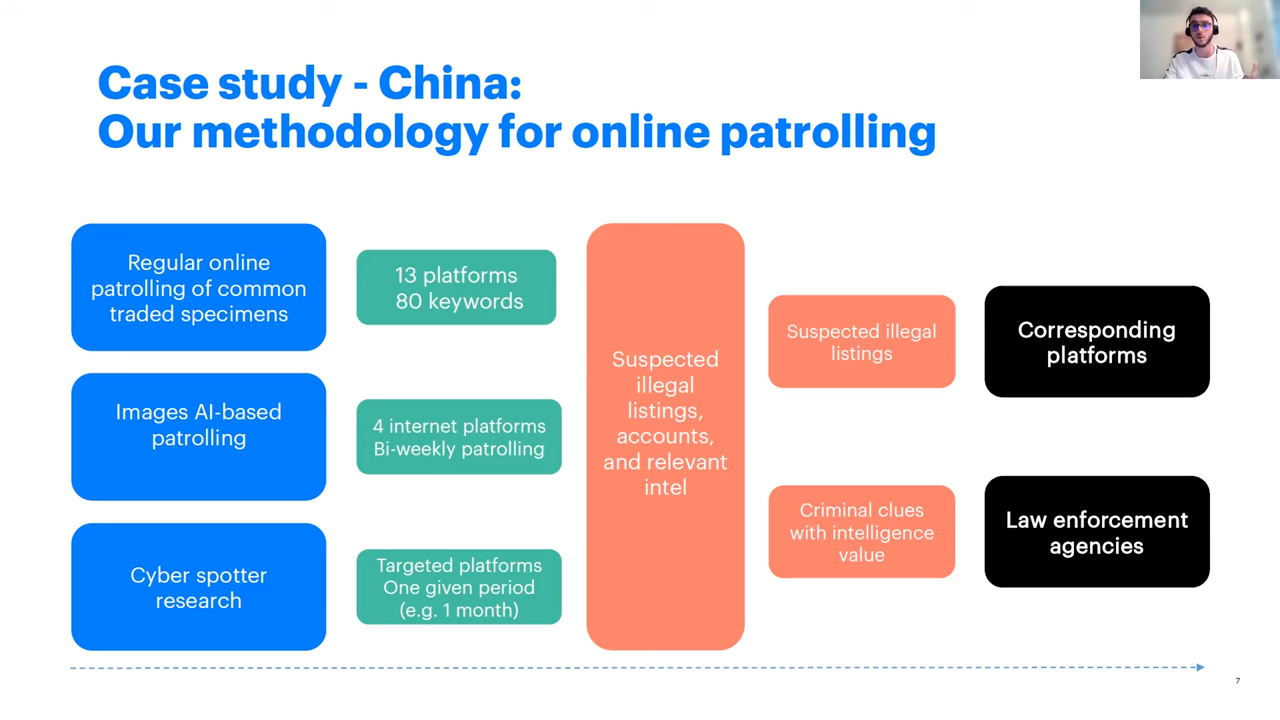 Case study - China:
Our methodology for online patrolling
Regular online
patrolling of common
traded specimens
13 platforms
80 keywords
Images AI-based
patrolling
4 internet platforms
Bi-weekly patrolling
Cyber spotter
research
Targeted platforms
One given period
(e.g. 1 month)
Suspected
illegal
listings,
accounts,
and relevant
intel
Suspected illegal
listings
Corresponding
platforms
Criminal clues
with intelligence
value
Law enforcement
agencies
7